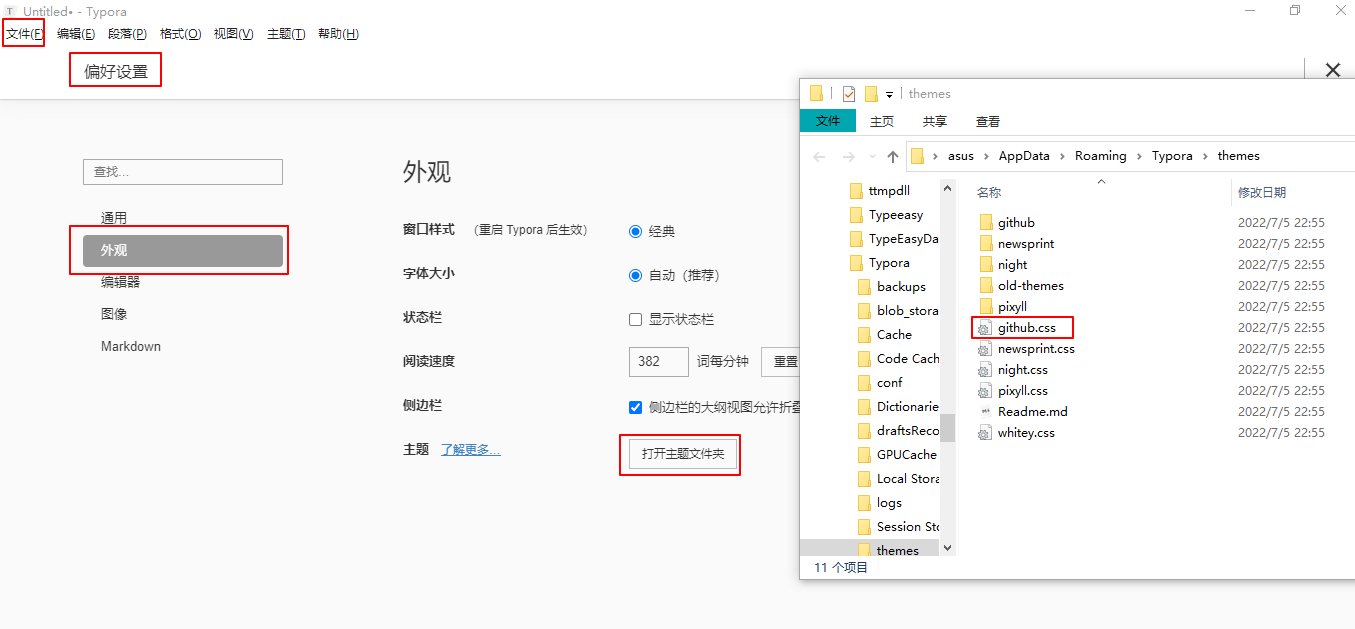 T Untitled• - Typora
文件(F) 编辑(E) 段落(P) 格式(O) 视图(V) 主题(T) 帮助(H)
偏好设置
查找...
通用
外观
编辑器
图像
Markdown
外观
窗口样式 (重启 Typora 后生效) 经典
字体大小 自动（推荐）
状态栏 显示状态栏
阅读速度 382 词每分钟 重置
侧边栏 侧边栏的大纲视图允许折叠
主题 了解更多... 打开主题文件夹
themes
文件 主页 共享 查看
asus › AppData › Roaming › Typora › themes
ttmpdll
Typeeasy
TypeEasyDa
Typora
backups
blob_stora
Cache
Code Cach
conf
Dictionarie
draftsReco
GPUCache
Local Stora
logs
Session Sto
themes
名称 修改日期
github 2022/7/5 22:55
newsprint 2022/7/5 22:55
night 2022/7/5 22:55
old-themes 2022/7/5 22:55
pixyll 2022/7/5 22:55
github.css 2022/7/5 22:55
newsprint.css 2022/7/5 22:55
night.css 2022/7/5 22:55
pixyll.css 2022/7/5 22:55
Readme.md 2022/7/5 22:55
whitey.css 2022/7/5 22:55
11 个项目